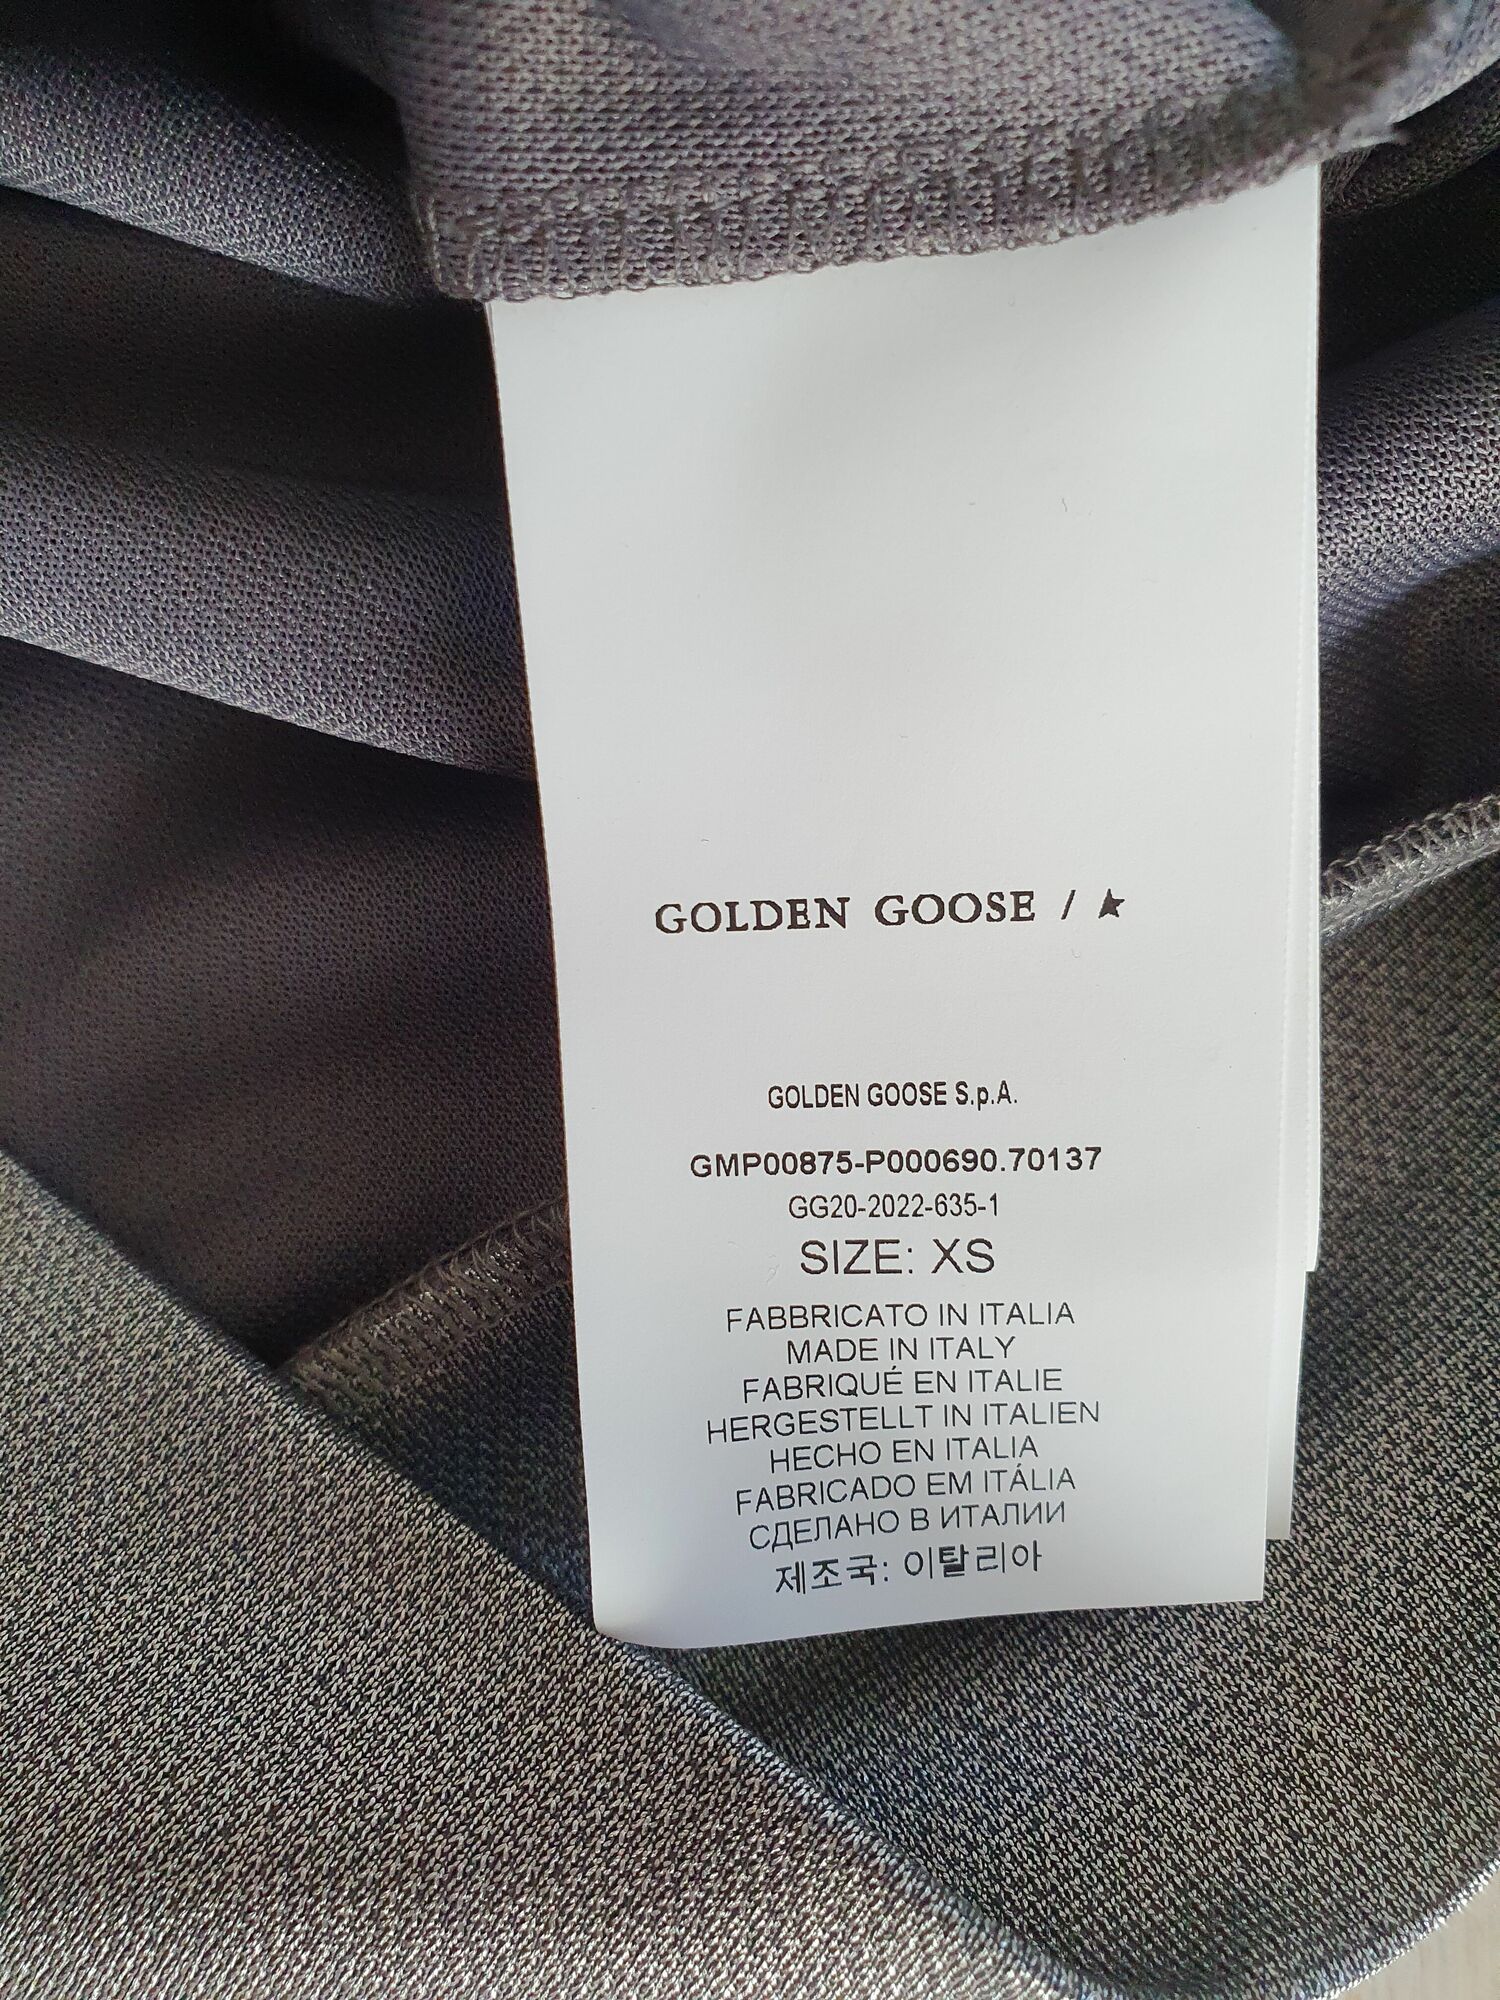 GOLDEN GOOSE / ★
GOLDEN GOOSE S.p.A.
GMP00875-P000690.70137
GG20-2022-635-1
SIZE: XS
FABBRICATO IN ITALIA
MADE IN ITALY
FABRIQUÉ EN ITALIE
HERGESTELLT IN ITALIEN
HECHO EN ITALIA
FABRICADO EM ITÁLIA
СДЕЛАНО В ИТАЛИИ
제조국: 이탈리아